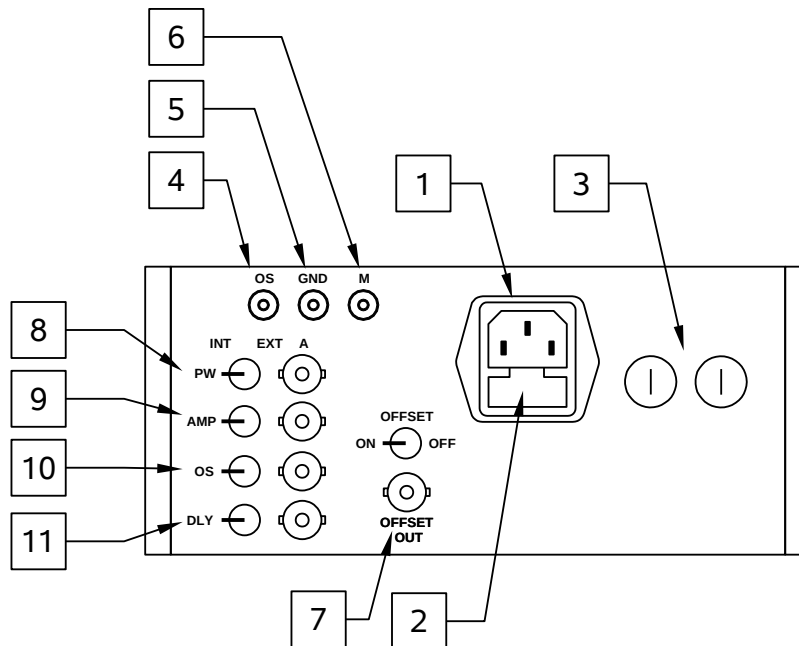 6
5
4
1
3
OS GND M
8
INT EXT A
PW
9
AMP
OFFSET
ON OFF
10
OS
11
DLY
OFFSET
OUT
7
2